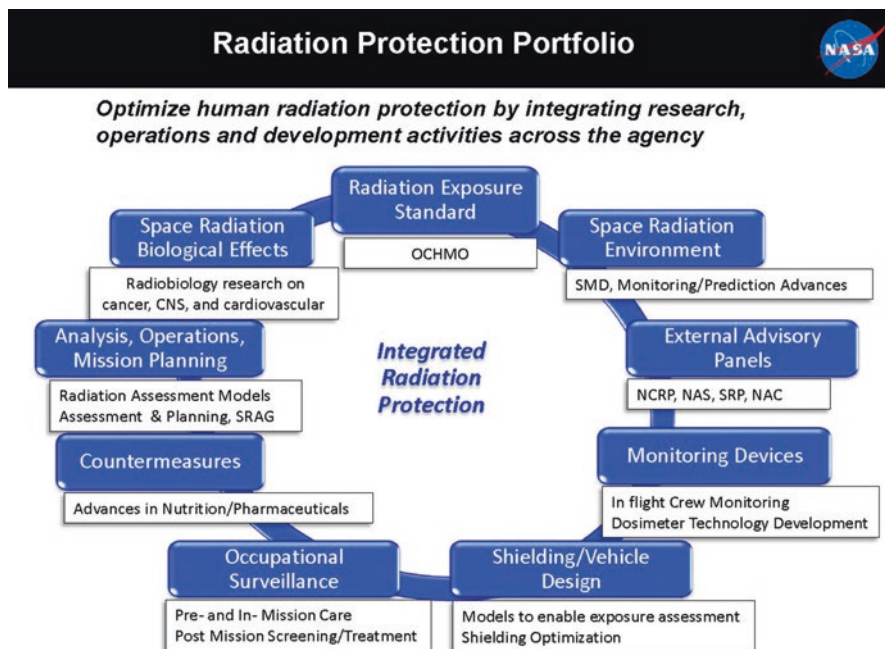 Radiation Protection Portfolio
NASA
Optimize human radiation protection by integrating research,
operations and development activities across the agency
Radiation Exposure
Standard
OCHMO
Space Radiation
Environment
SMD, Monitoring/Prediction Advances
External Advisory
Panels
NCRP, NAS, SRP, NAC
Monitoring Devices
In flight Crew Monitoring
Dosimeter Technology Development
Shielding/Vehicle
Design
Models to enable exposure assessment
Shielding Optimization
Occupational
Surveillance
Pre- and In- Mission Care
Post Mission Screening/Treatment
Countermeasures
Advances in Nutrition/Pharmaceuticals
Analysis, Operations,
Mission Planning
Radiation Assessment Models
Assessment & Planning, SRAG
Space Radiation
Biological Effects
Radiobiology research on
cancer, CNS, and cardiovascular
Integrated
Radiation
Protection